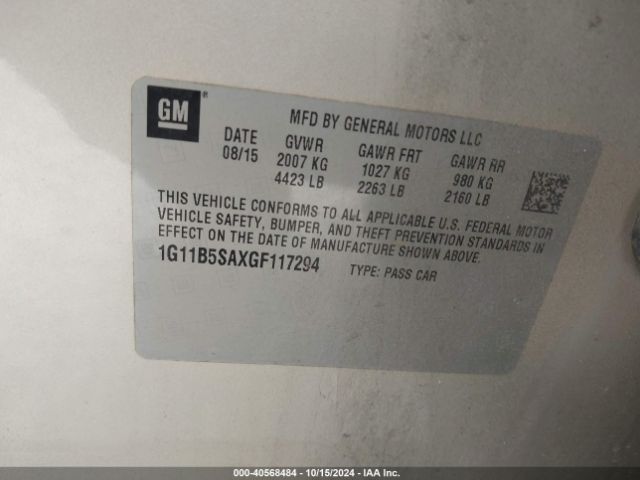 GM®
MFD BY GENERAL MOTORS LLC
DATE GVWR GAWR FRT GAWR RR
08/15 2007 KG 1027 KG 980 KG
4423 LB 2263 LB 2160 LB
THIS VEHICLE CONFORMS TO ALL APPLICABLE U.S. FEDERAL MOTOR
VEHICLE SAFETY, BUMPER, AND THEFT PREVENTION STANDARDS IN
EFFECT ON THE DATE OF MANUFACTURE SHOWN ABOVE.
1G11B5SAXGF117294 TYPE: PASS CAR
000-40568484 - 10/15/2024 - IAA Inc.